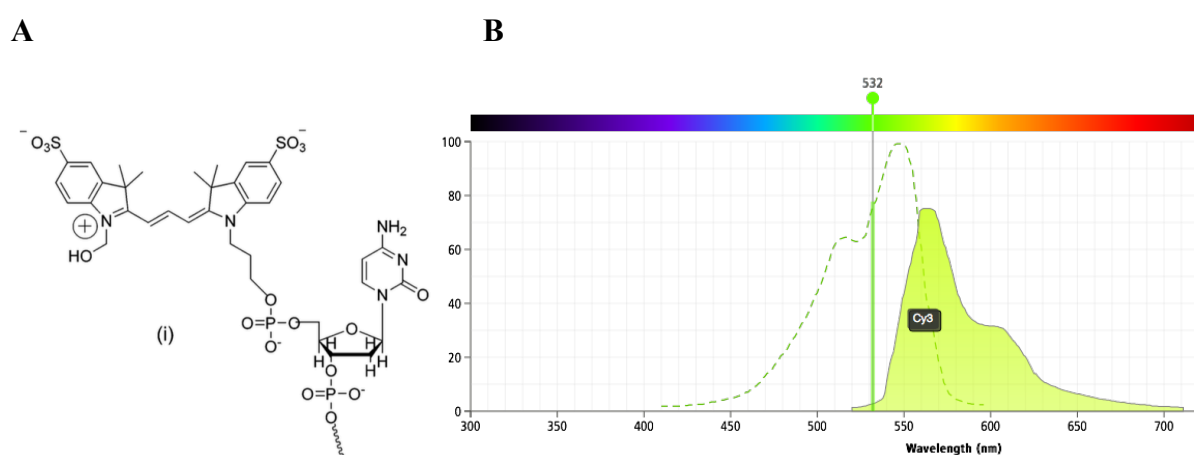 A
B
532
⁻SO₃
SO₃⁻
N
⊕
N
HO
NH₂
N
N
O
O
O=P-O
O⁻
O
H
H
H
H
O
O=P-O⁻
O
(i)
100
80
60
40
20
0
Cy3
300
350
400
450
500
550
600
650
700
Wavelength (nm)